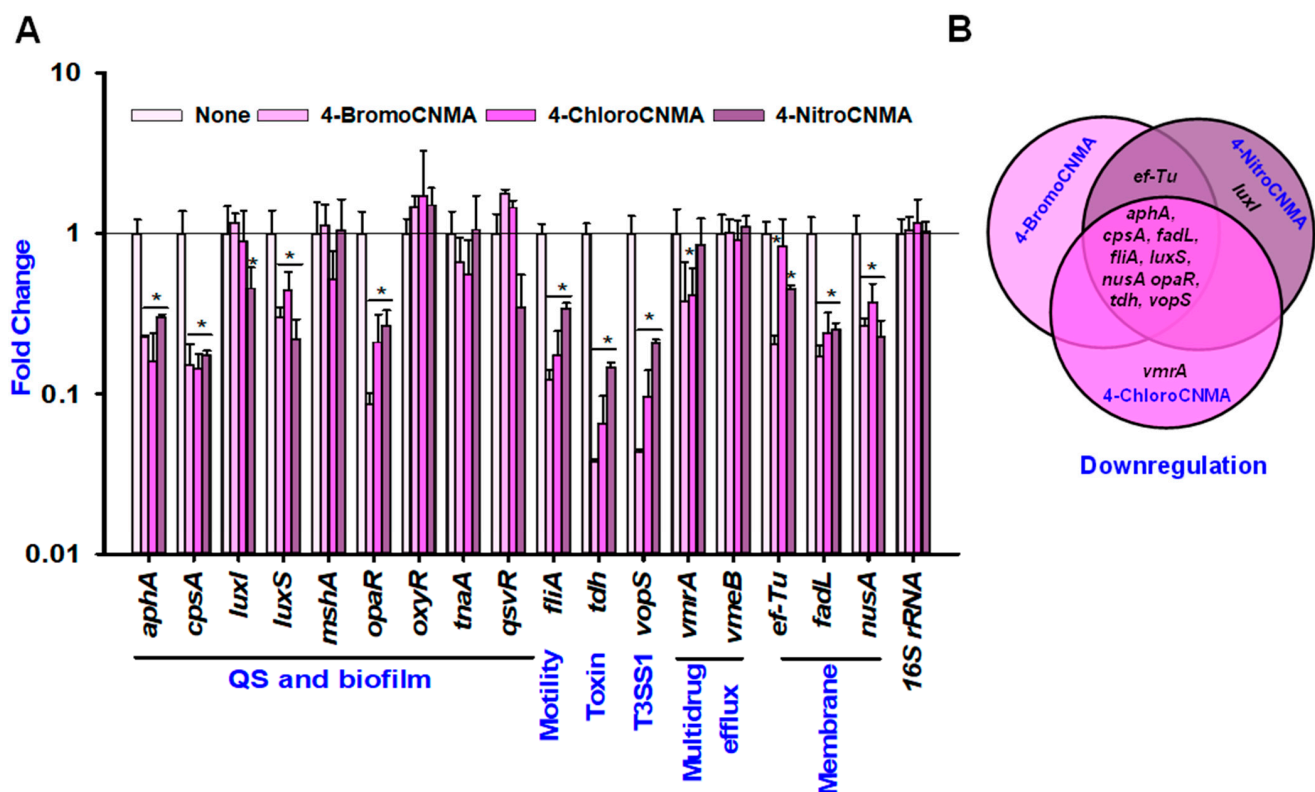 A
B
10
1
0.1
0.01
Fold Change
None 4-BromoCNMA 4-ChloroCNMA 4-NitroCNMA
* * * * * * * * * * * * * *
aphA cpsA luxI luxS mshA opaR oxyR tnaA qsvR fliA tdh vopS vmrA vmeB ef-Tu fadL nusA 16S rRNA
QS and biofilm
Motility
Toxin
T3SS1
Multidrug
efflux
Membrane
4-BromoCNMA
4-NitroCNMA
ef-Tu
luxI
aphA,
cpsA, fadL,
fliA, luxS,
nusA opaR,
tdh, vopS
vmrA
4-ChloroCNMA
Downregulation